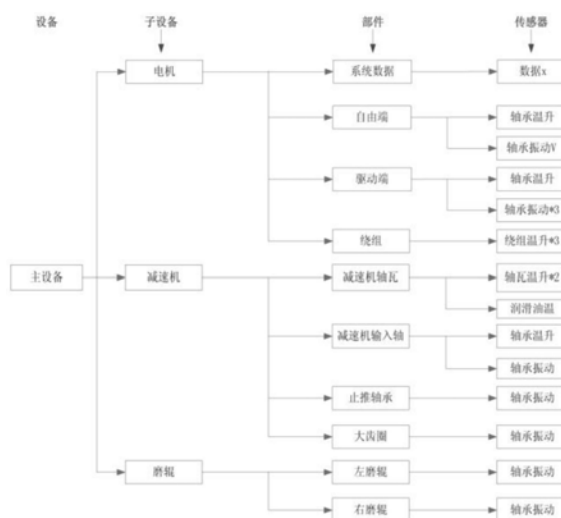 设备 子设备 部件 传感器
电机 系统数据 数据x
自由端 轴承温升
轴承振动V
驱动端 轴承温升
轴承振动*3
绕组 绕组温升*3
主设备 减速机 减速机轴瓦 轴瓦温升*2
润滑油温
减速机输入轴 轴承温升
轴承振动
止推轴承 轴承振动
大齿圈 轴承振动
磨辊 左磨辊 轴承振动
右磨辊 轴承振动